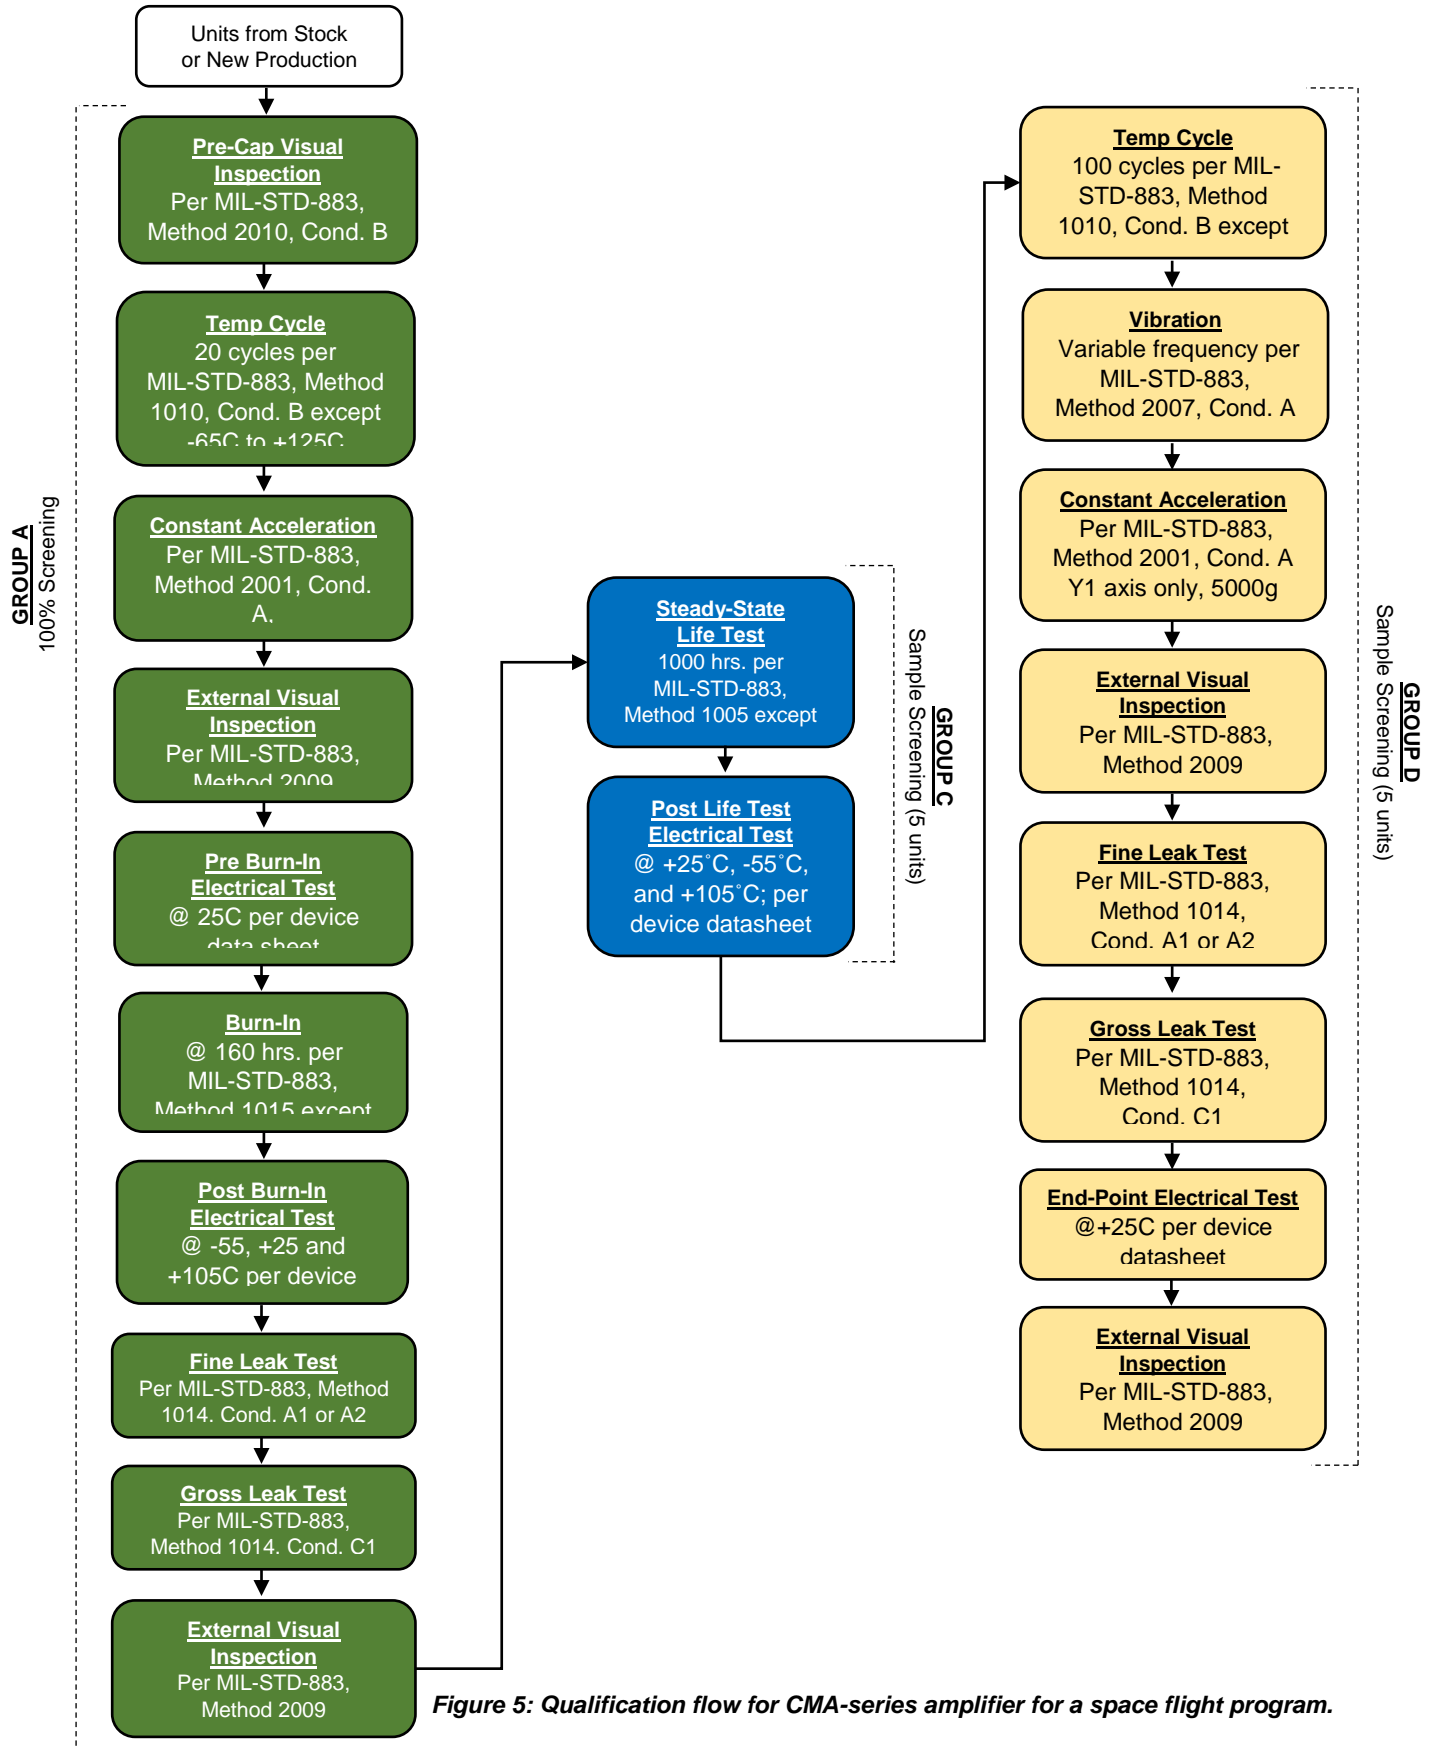 Units from Stock
or New Production
GROUP A
100% Screening
Pre-Cap Visual
Inspection
Per MIL-STD-883,
Method 2010, Cond. B
Temp Cycle
20 cycles per
MIL-STD-883, Method
1010, Cond. B except
-65C to +125C
Constant Acceleration
Per MIL-STD-883,
Method 2001, Cond.
A,
External Visual
Inspection
Per MIL-STD-883,
Method 2009
Pre Burn-In
Electrical Test
@ 25C per device
data sheet
Burn-In
@ 160 hrs. per
MIL-STD-883,
Method 1015 except
Post Burn-In
Electrical Test
@ -55, +25 and
+105C per device
Fine Leak Test
Per MIL-STD-883, Method
1014. Cond. A1 or A2
Gross Leak Test
Per MIL-STD-883,
Method 1014. Cond. C1
External Visual
Inspection
Per MIL-STD-883,
Method 2009
Steady-State
Life Test
1000 hrs. per
MIL-STD-883,
Method 1005 except
Post Life Test
Electrical Test
@ +25˚C, -55˚C,
and +105˚C; per
device datasheet
GROUP C
Sample Screening (5 units)
Temp Cycle
100 cycles per MIL-
STD-883, Method
1010, Cond. B except
Vibration
Variable frequency per
MIL-STD-883,
Method 2007, Cond. A
Constant Acceleration
Per MIL-STD-883,
Method 2001, Cond. A
Y1 axis only, 5000g
External Visual
Inspection
Per MIL-STD-883,
Method 2009
Fine Leak Test
Per MIL-STD-883,
Method 1014,
Cond. A1 or A2
Gross Leak Test
Per MIL-STD-883,
Method 1014,
Cond. C1
End-Point Electrical Test
@+25C per device
datasheet
External Visual
Inspection
Per MIL-STD-883,
Method 2009
GROUP D
Sample Screening (5 units)
Figure 5: Qualification flow for CMA-series amplifier for a space flight program.